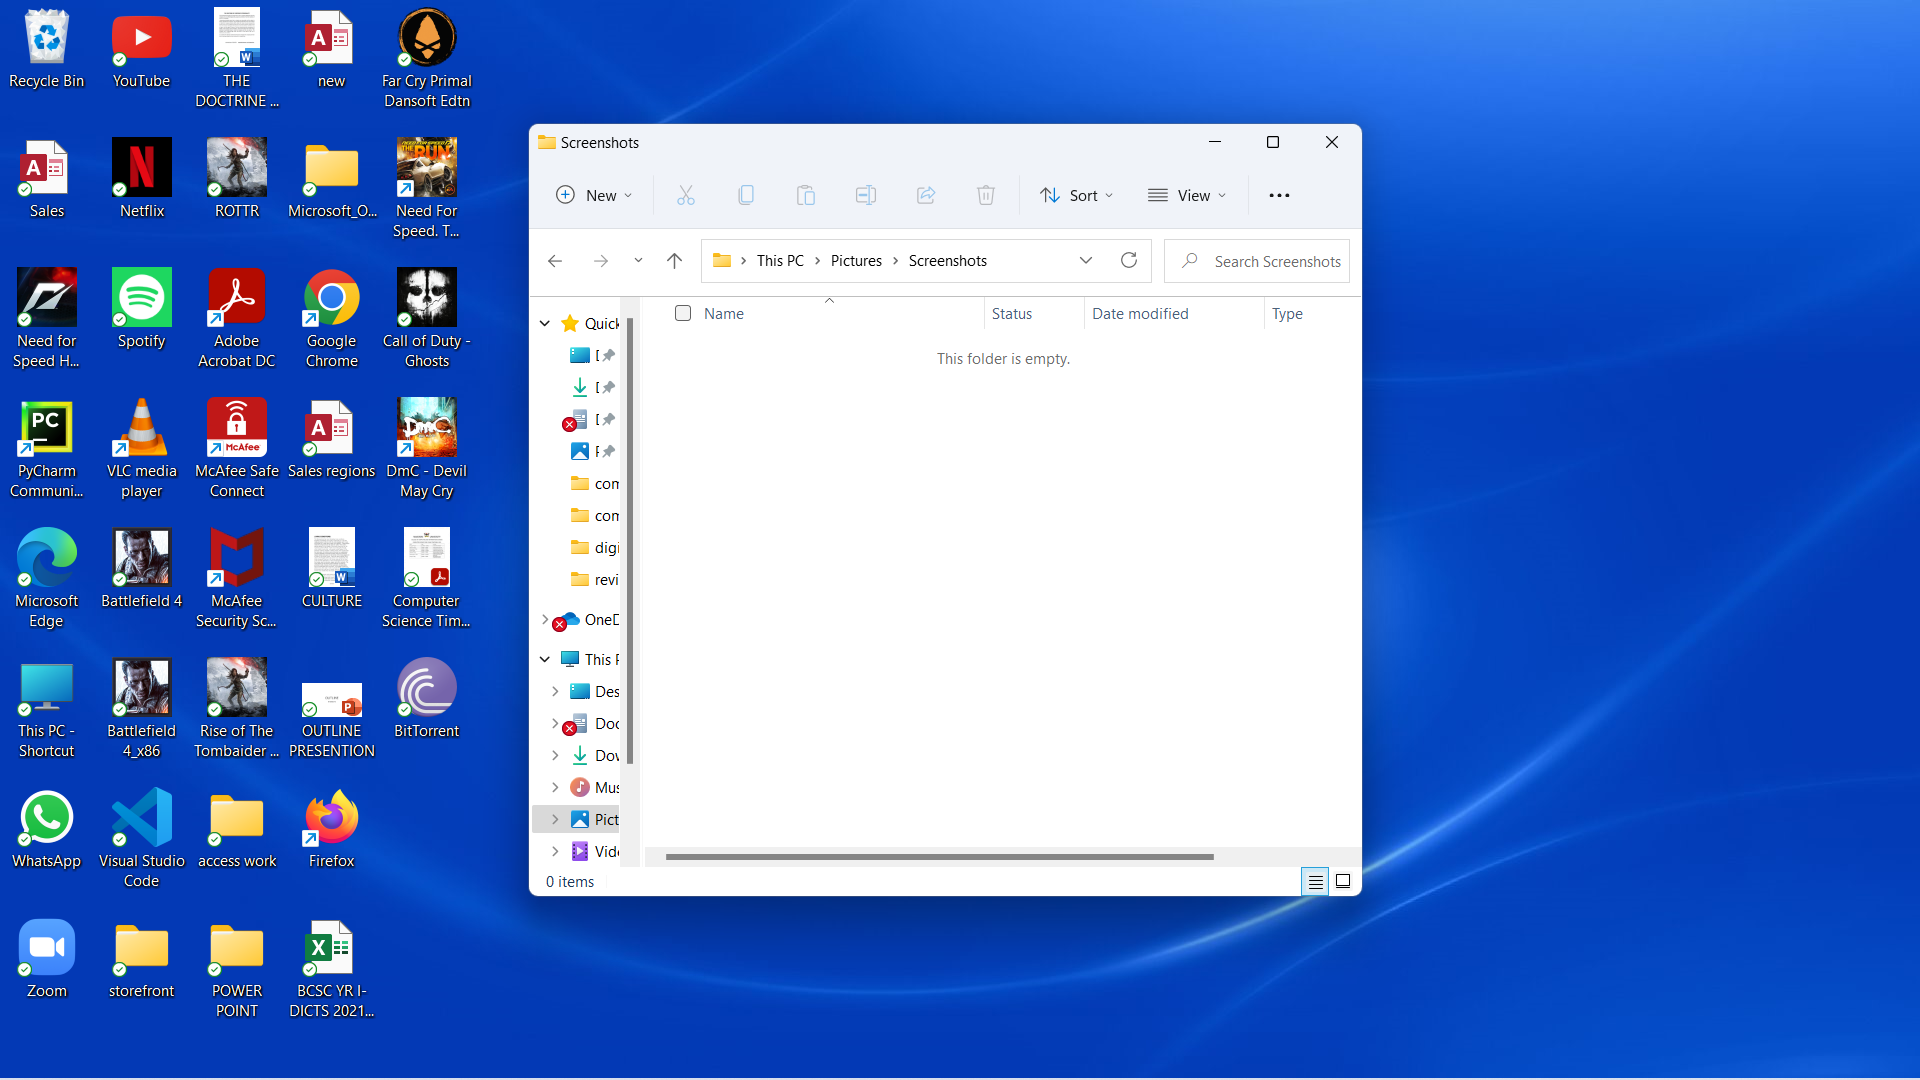 Recycle Bin
YouTube
THE
DOCTRINE ...
new
Far Cry Primal
Dansoft Edtn
Sales
Netflix
ROTTR
Microsoft_O...
Need For
Speed. T...
Need for
Speed H...
Spotify
Adobe
Acrobat DC
Google
Chrome
Call of Duty -
Ghosts
PyCharm
Communi...
VLC media
player
McAfee
McAfee Safe
Connect
Sales regions
DmC - Devil
May Cry
Microsoft
Edge
Battlefield 4
McAfee
Security Sc...
CULTURE
Computer
Science Tim...
This PC -
Shortcut
Battlefield
4_x86
Rise of The
Tombaider ...
OUTLINE
PRESENTION
BitTorrent
WhatsApp
Visual Studio
Code
access work
Firefox
Zoom
storefront
POWER
POINT
BCSC YR I-
DICTS 2021...
Screenshots
New
Sort
View
This PC
Pictures
Screenshots
Search Screenshots
Name
Status
Date modified
Type
This folder is empty.
Quick
com
com
digi
revi
OneD
This P
Des
Doc
Dow
Mus
Pict
Vide
0 items